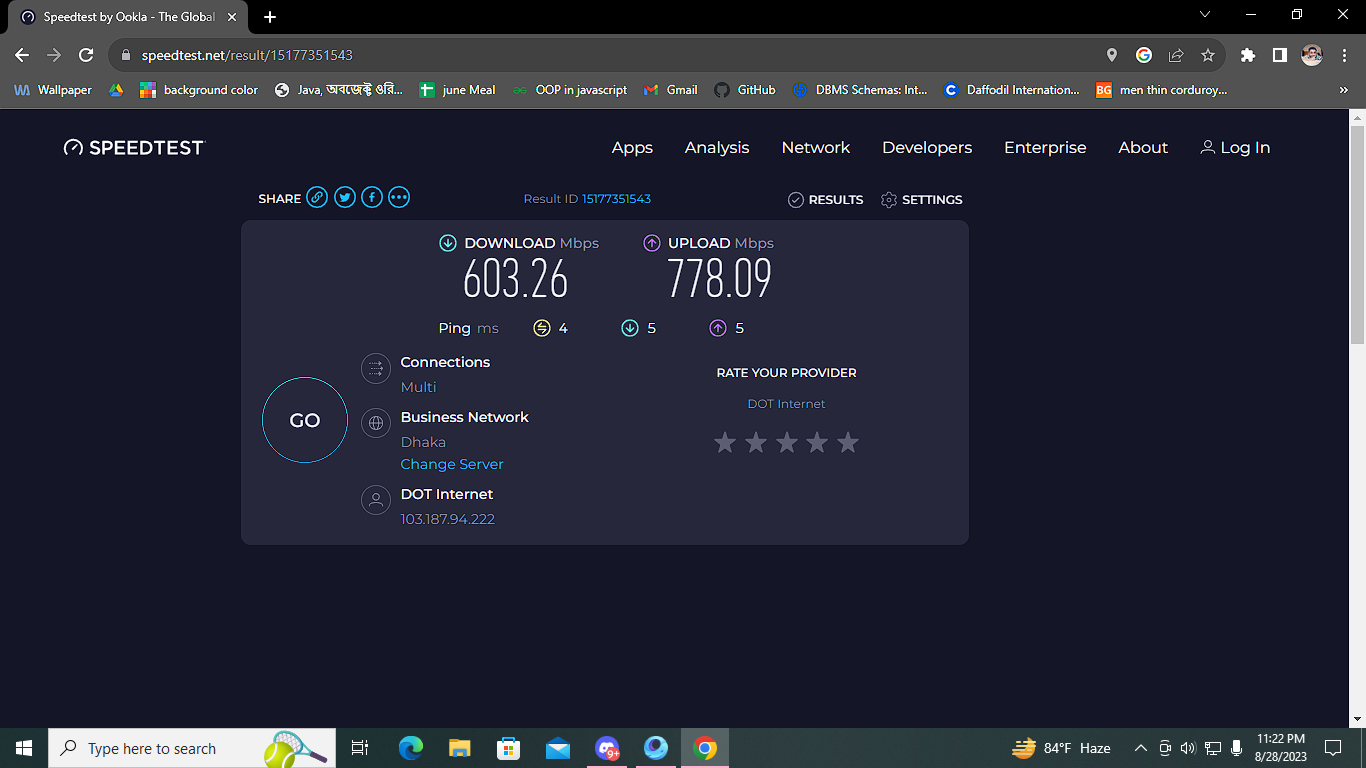 Speedtest by Ookla - The Global
speedtest.net/result/15177351543
Wallpaper background color Java, অবজেক্ট ওরি... june Meal OOP in javascript Gmail GitHub DBMS Schemas: Int... Daffodil Internation... BG men thin corduroy... »
SPEEDTEST Apps Analysis Network Developers Enterprise About Log In
SHARE Result ID 15177351543 RESULTS SETTINGS
DOWNLOAD Mbps UPLOAD Mbps
603.26 778.09
Ping ms 4 5 5
Connections
Multi
RATE YOUR PROVIDER
DOT Internet
GO
Business Network
Dhaka
Change Server
DOT Internet
103.187.94.222
Type here to search 9+ 84°F Haze 11:22 PM
8/28/2023